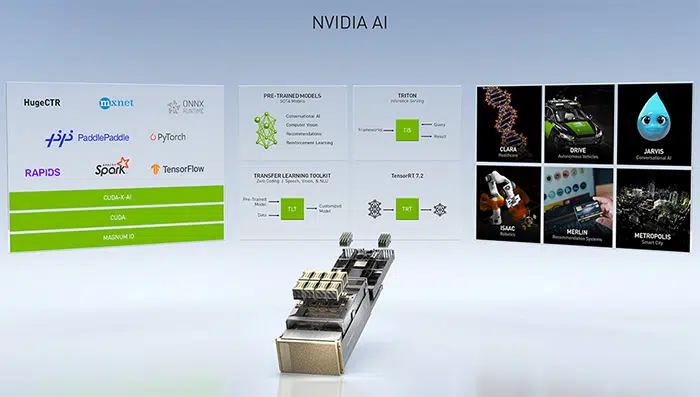 NVIDIA AI
HugeCTR
mxnet
ONNX
RUNTIME
PaddlePaddle
PyTorch
RAPIDS
APACHE
Spark
TensorFlow
CUDA-X-AI
CUDA
MAGNUM IO
PRE-TRAINED MODELS
SOTA Models
Conversational AI
Computer Vision
Recommendations
Reinforcement Learning
TRITON
Inference Serving
Frameworks
TIS
Query
Result
TRANSFER LEARNING TOOLKIT
Zero Coding | Speech, Vision, & NLU
Pre-Trained
Model
Data
TLT
Customized
Model
TensorRT 7.2
TRT
CLARA
Healthcare
DRIVE
Autonomous Vehicles
JARVIS
Conversational AI
ISAAC
Robotics
MERLIN
Recommendation Systems
METROPOLIS
Smart City